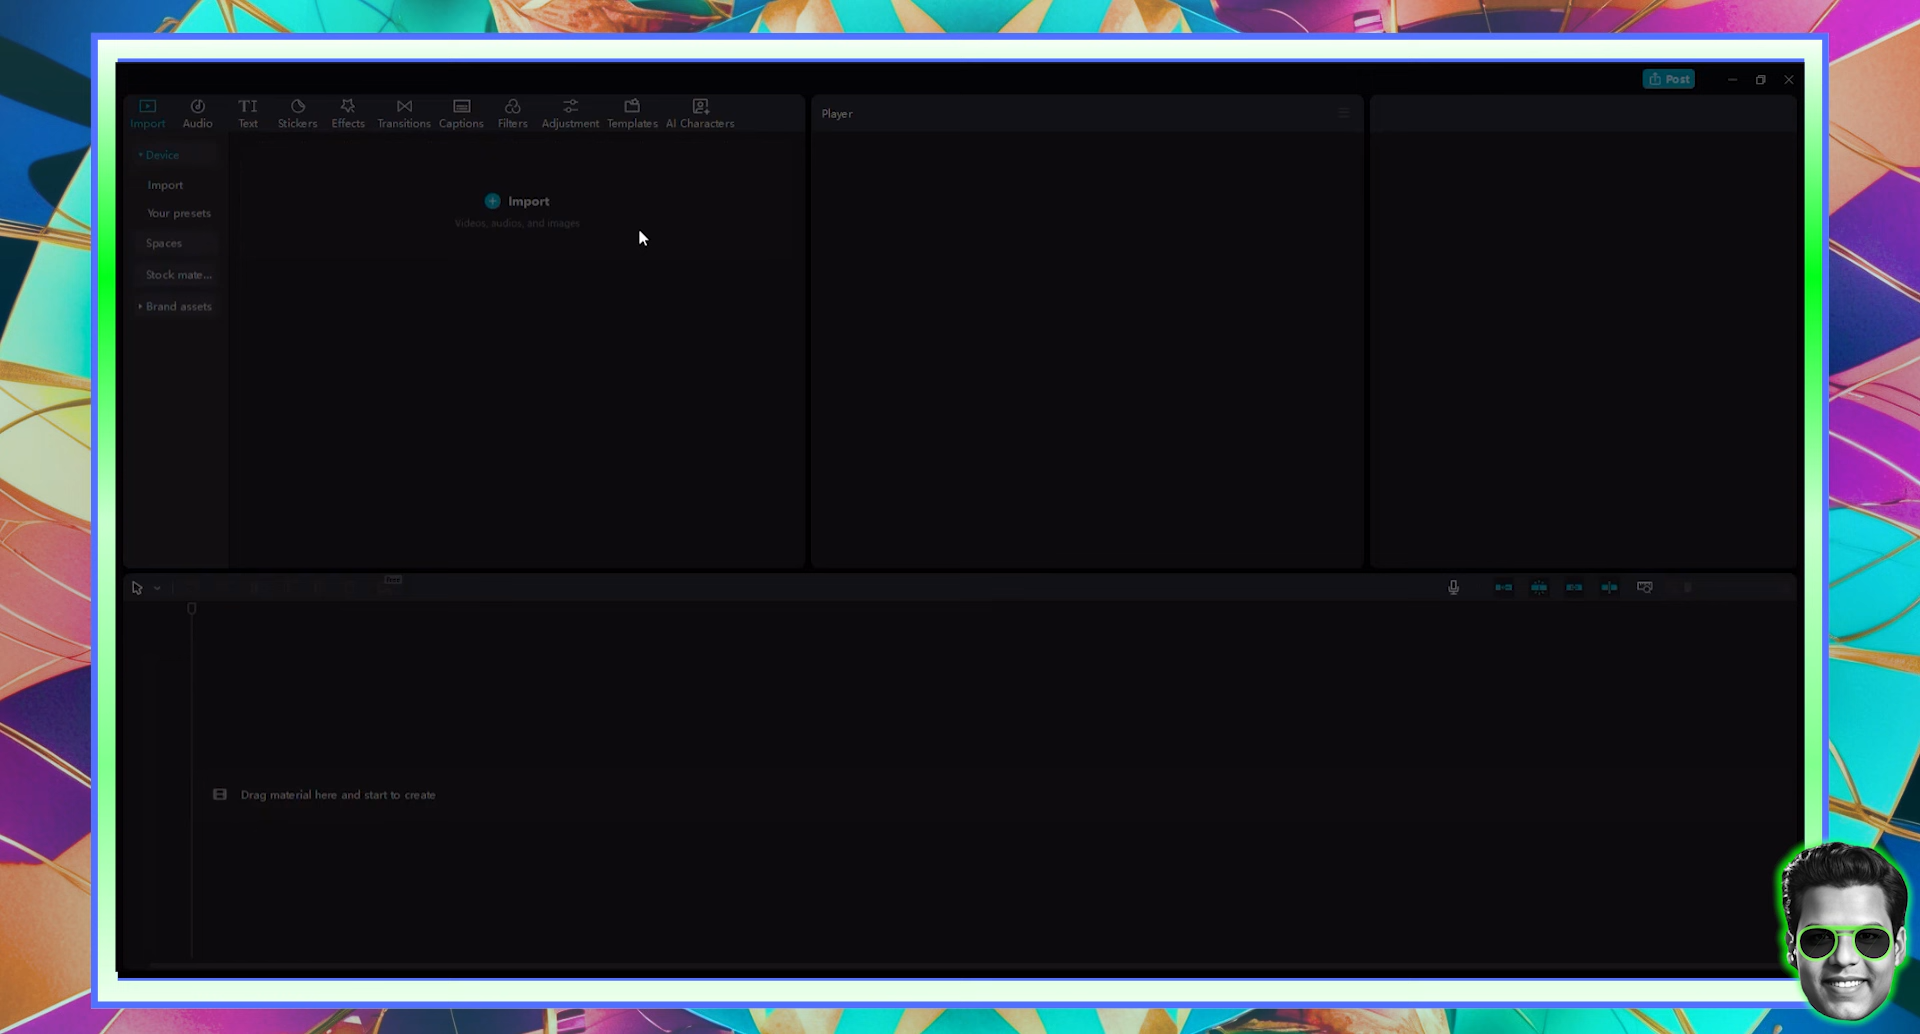 Post
Import
Audio
TI
Text
Stickers
Effects
Transitions
Captions
Filters
Adjustment
Templates
AI Characters
Player
Device
Import
Your presets
Spaces
Stock mate...
Brand assets
Import
Videos, audios, and images
Drag material here and start to create